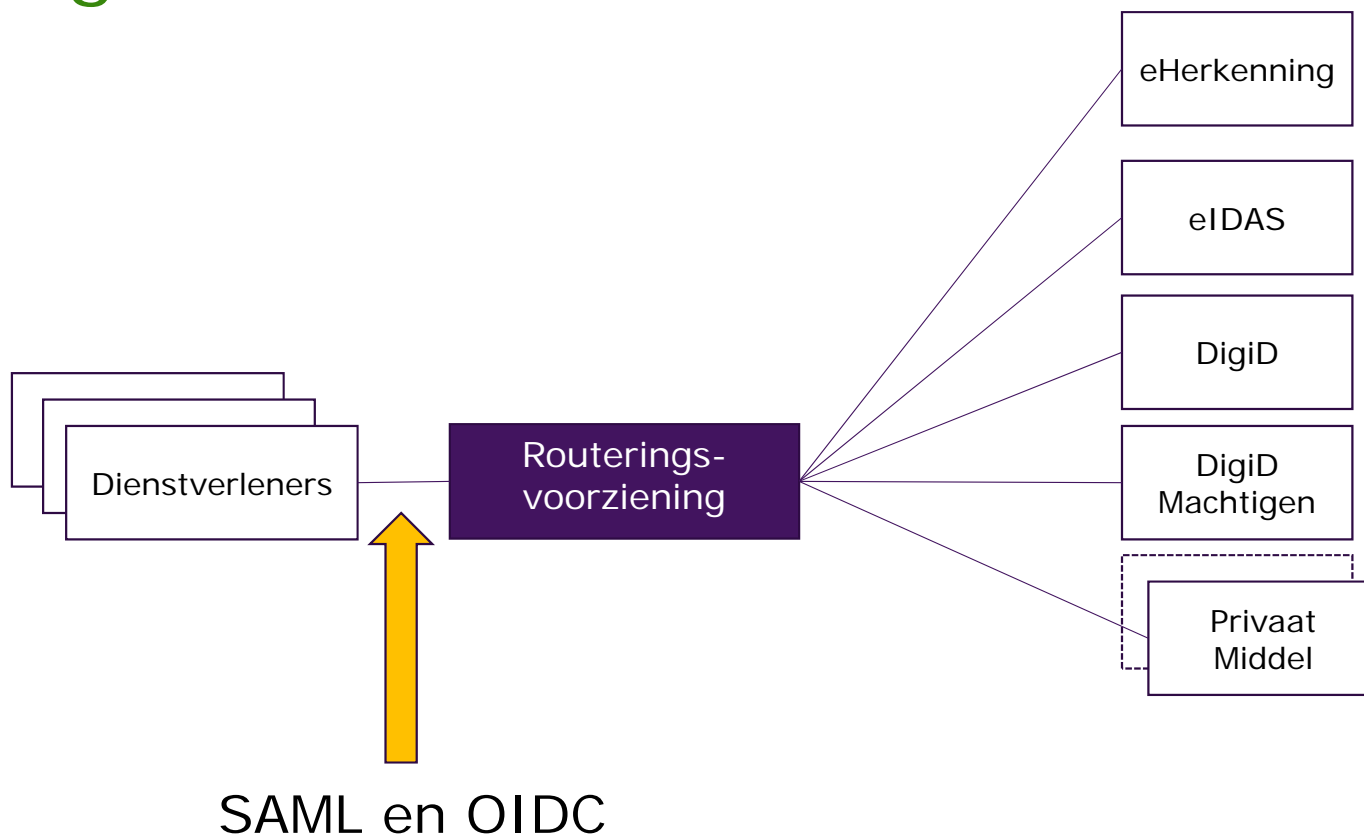 eHerkenning
eIDAS
DigiD
Dienstverleners
Routerings-
voorziening
DigiD
Machtigen
Privaat
Middel
SAML en OIDC